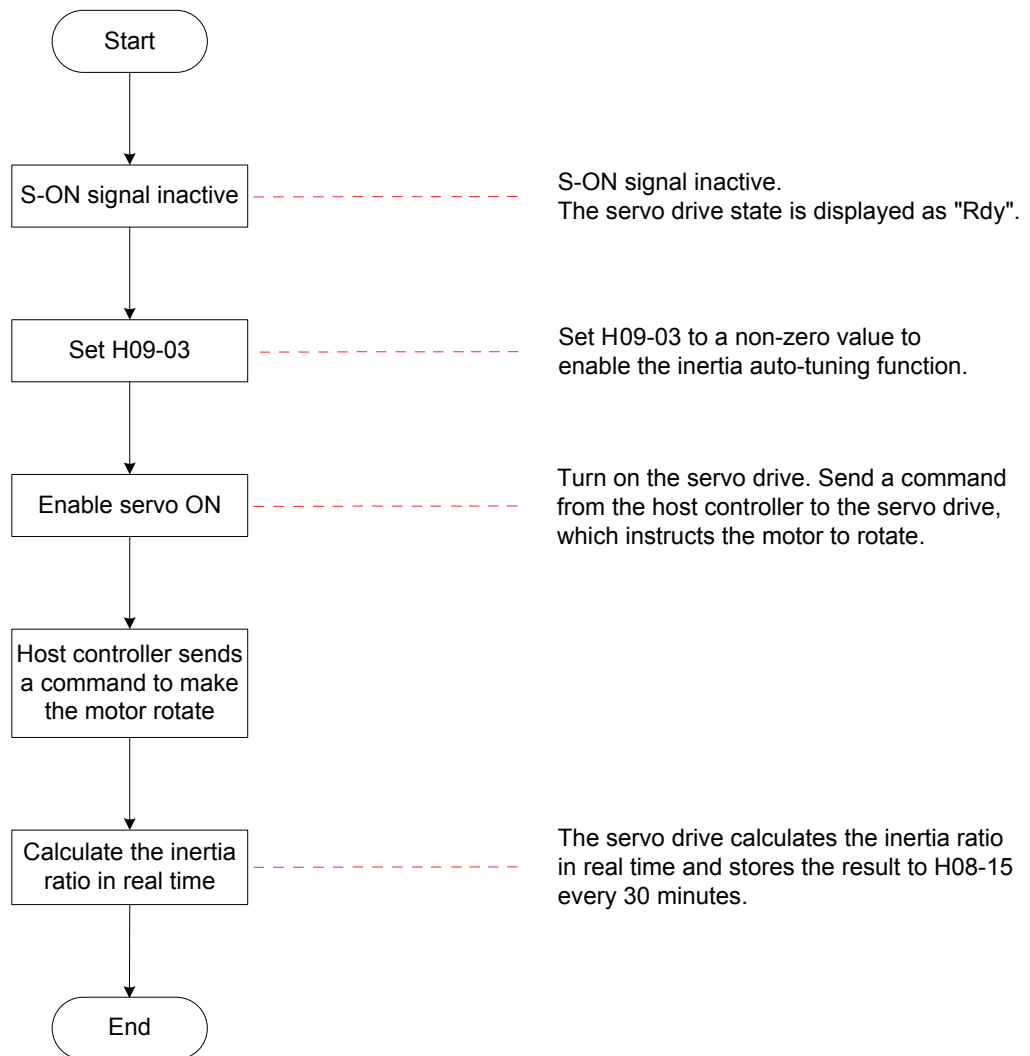 Start
S-ON signal inactive
S-ON signal inactive.
The servo drive state is displayed as "Rdy".
Set H09-03
Set H09-03 to a non-zero value to
enable the inertia auto-tuning function.
Enable servo ON
Turn on the servo drive. Send a command
from the host controller to the servo drive,
which instructs the motor to rotate.
Host controller sends
a command to make
the motor rotate
Calculate the inertia
ratio in real time
The servo drive calculates the inertia ratio
in real time and stores the result to H08-15
every 30 minutes.
End